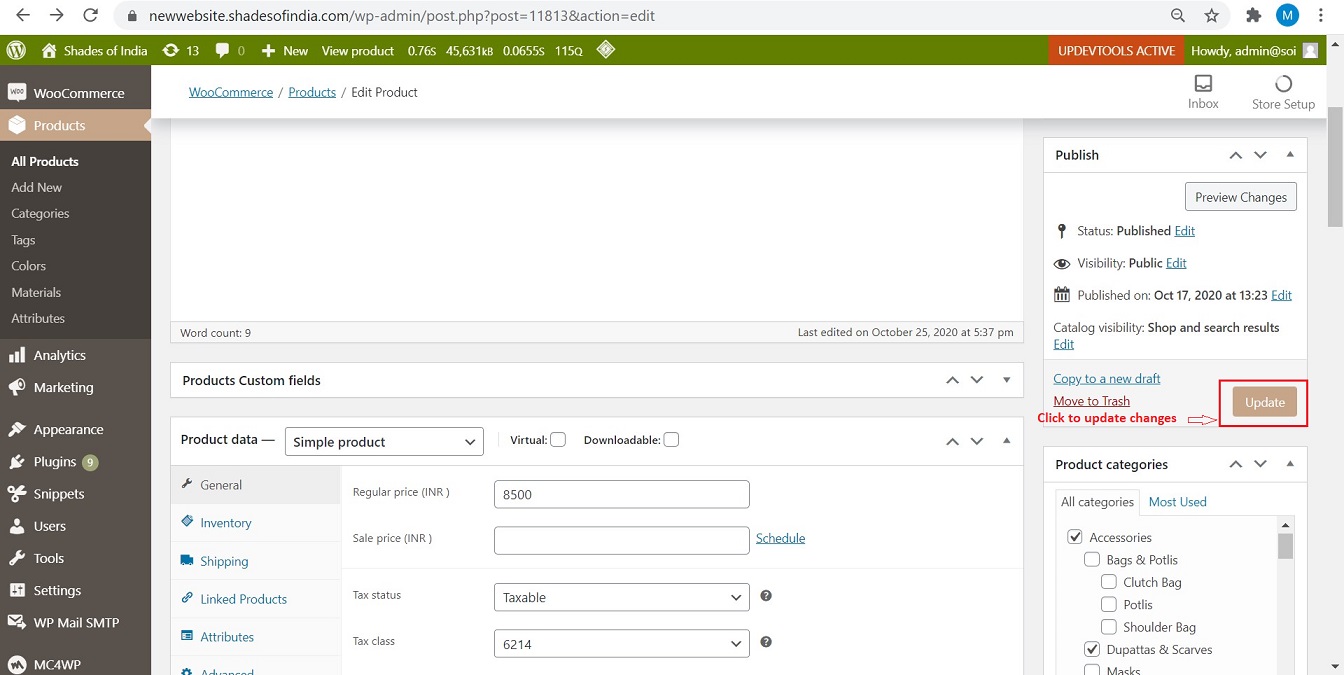 newwebsite.shadesofindia.com/wp-admin/post.php?post=11813&action=edit
M
Shades of India 13 0 New View product 0.76s 45,631kB 0.0655s 115Q UPDEVTOOLS ACTIVE Howdy, admin@soi
WooCommerce
Products
All Products
Add New
Categories
Tags
Colors
Materials
Attributes
Analytics
Marketing
Appearance
Plugins 9
Snippets
Users
Tools
Settings
WP Mail SMTP
MC4WP
WooCommerce / Products / Edit Product
Inbox
Store Setup
Word count: 9
Last edited on October 25, 2020 at 5:37 pm
Products Custom fields
Product data — Simple product Virtual: Downloadable:
General
Inventory
Shipping
Linked Products
Attributes
Advanced
Regular price (INR ) 8500
Sale price (INR ) Schedule
Tax status Taxable
Tax class 6214
Publish
Preview Changes
Status: Published Edit
Visibility: Public Edit
Published on: Oct 17, 2020 at 13:23 Edit
Catalog visibility: Shop and search results
Edit
Copy to a new draft
Move to Trash
Update
Click to update changes
Product categories
All categories Most Used
Accessories
Bags & Potlis
Clutch Bag
Potlis
Shoulder Bag
Dupattas & Scarves
Masks